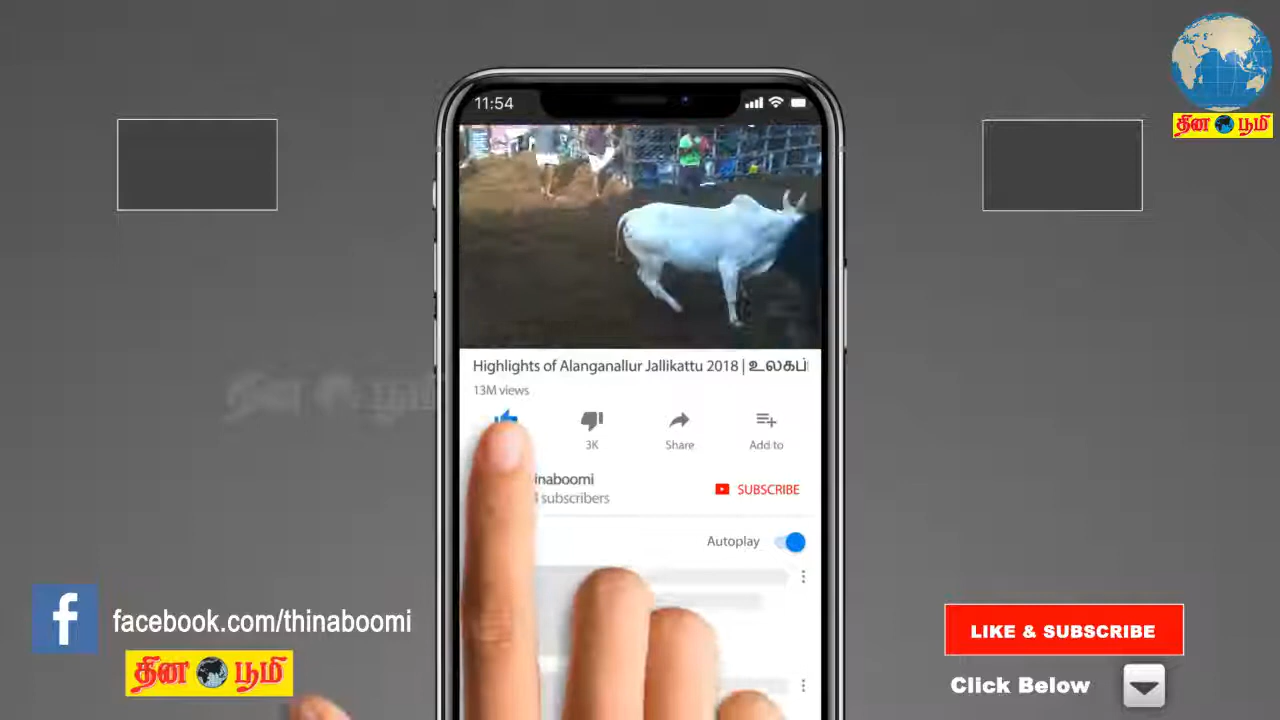 தின பூமி
11:54
Highlights of Alanganallur Jallikattu 2018 | உலகப்
13M views
3K
Share
Add to
inaboomi
SUBSCRIBE
subscribers
Autoplay
facebook.com/thinaboomi
தின பூமி
LIKE & SUBSCRIBE
Click Below